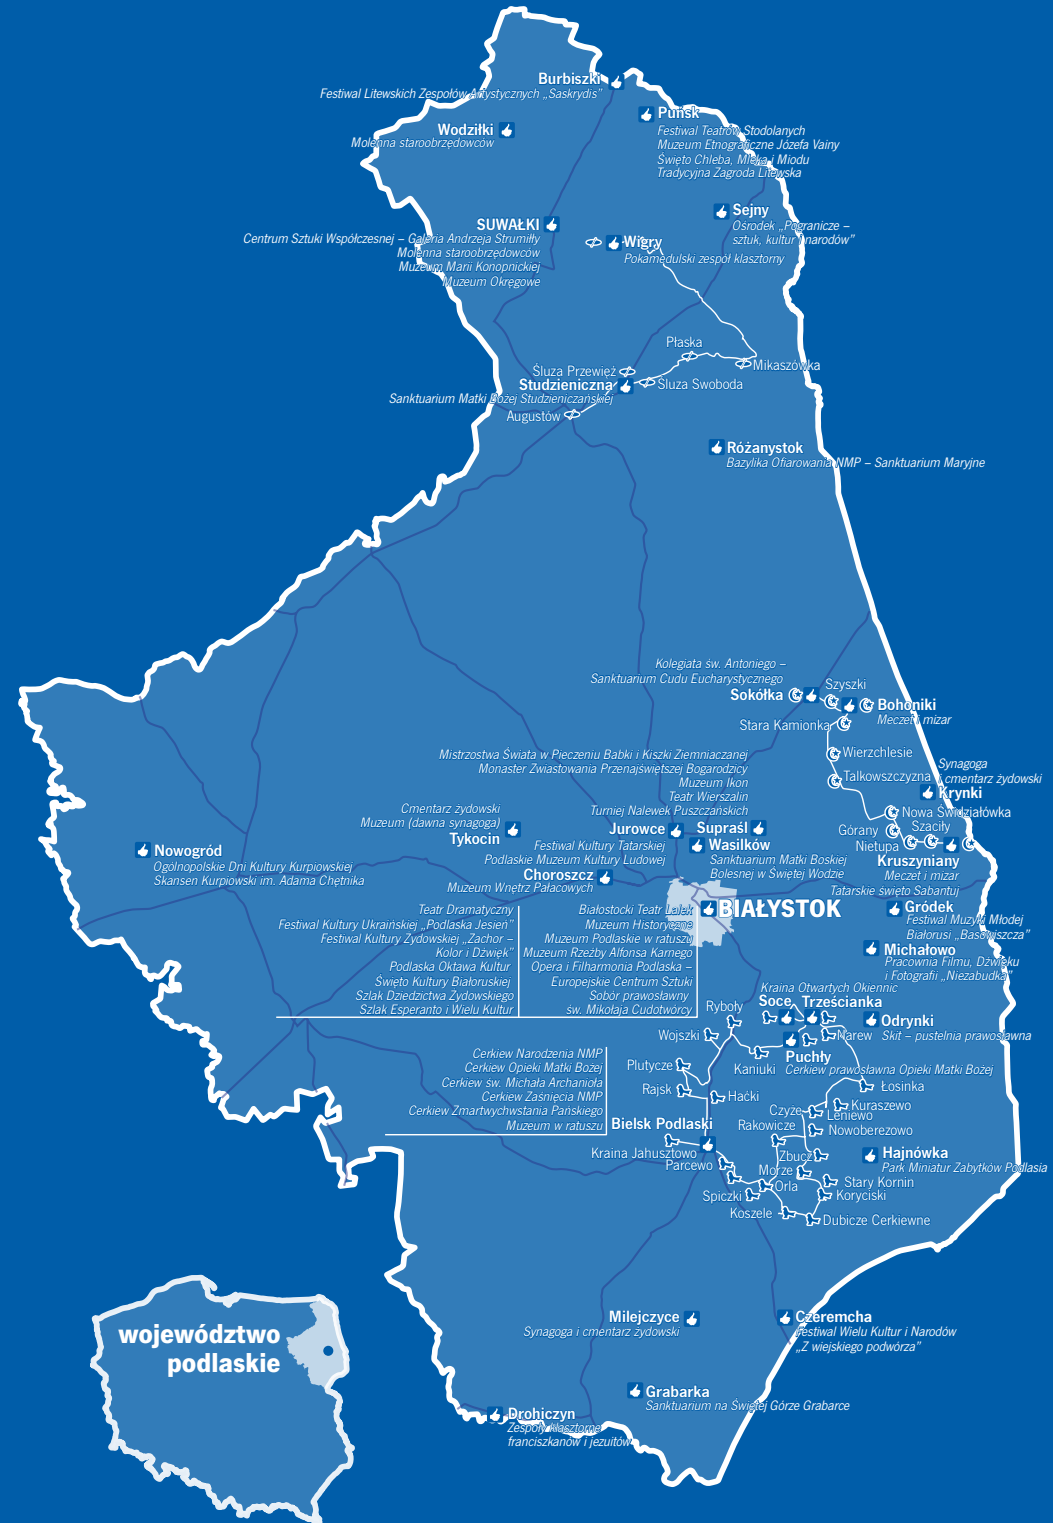 Burbiszki
Festiwal Litewskich Zespołów Artystycznych „Saskrydis”
Puńsk
Festiwal Teatrów Stodolanych
Muzeum Etnograficzne Józefa Vainy
Święto Chleba, Mleka i Miodu
Tradycyjna Zagroda Litewska
Wodziłki
Molenna staroobrzędowców
Sejny
Ośrodek „Pogranicze –
sztuk, kultur i narodów”
SUWAŁKI
Centrum Sztuki Współczesnej – Galeria Andrzeja Strumiłły
Molenna staroobrzędowców
Muzeum Marii Konopnickiej
Muzeum Okręgowe
Wigry
Pokamedulski zespół klasztorny
Płaska
Mikaszówka
Śluza Przewięź
Studzieniczna
Śluza Swoboda
Sanktuarium Matki Bożej Studzieniczańskiej
Augustów
Różanystok
Bazylika Ofiarowania NMP – Sanktuarium Maryjne
Kolegiata św. Antoniego –
Sanktuarium Cudu Eucharystycznego
Sokółka
Szyszki
Bohoniki
Meczet i mizar
Stara Kamionka
Wierzchlesie
Talkowszczyzna
Synagoga
i cmentarz żydowski
Krynki
Nowa Świdziałówka
Górany
Szaciły
Nietupa
Kruszyniany
Meczet i mizar
Tatarskie święto Sabantuj
Mistrzostwa Świata w Pieczeniu Babki i Kiszki Ziemniaczanej
Monaster Zwiastowania Przenajświętszej Bogarodzicy
Muzeum Ikon
Teatr Wierszalin
Turniej Nalewek Puszczańskich
Supraśl
Cmentarz żydowski
Muzeum (dawna synagoga)
Tykocin
Jurowce
Festiwal Kultury Tatarskiej
Podlaskie Muzeum Kultury Ludowej
Wasilków
Sanktuarium Matki Boskiej
Bolesnej w Świętej Wodzie
Nowogród
Ogólnopolskie Dni Kultury Kurpiowskiej
Skansen Kurpiowski im. Adama Chętnika
Choroszcz
Muzeum Wnętrz Pałacowych
BIAŁYSTOK
Teatr Dramatyczny
Festiwal Kultury Ukraińskiej „Podlaska Jesień”
Festiwal Kultury Żydowskiej „Zachor –
Kolor i Dźwięk”
Podlaska Oktawa Kultur
Święto Kultury Białoruskiej
Szlak Dziedzictwa Żydowskiego
Szlak Esperanto i Wielu Kultur
Białostocki Teatr Lalek
Muzeum Historyczne
Muzeum Podlaskie w ratuszu
Muzeum Rzeźby Alfonsa Karnego
Opera i Filharmonia Podlaska –
Europejskie Centrum Sztuki
Sobór prawosławny
św. Mikołaja Cudotwórcy
Gródek
Festiwal Muzyki Młodej
Białorusi „Basowiszcza”
Michałowo
Pracownia Filmu, Dźwięku
i Fotografii „Niezabudka”
Kraina Otwartych Okiennic
Soce
Trześcianka
Odrynki
Skit – pustelnia prawosławna
Ryboły
Narew
Wojszki
Puchły
Cerkiew prawosławna Opieki Matki Bożej
Kaniuki
Plutycze
Rajsk
Haćki
Łosinka
Kuraszewo
Czyże
Leniewo
Rakowicze
Nowoberezowo
Cerkiew Narodzenia NMP
Cerkiew Opieki Matki Bożej
Cerkiew św. Michała Archanioła
Cerkiew Zaśnięcia NMP
Cerkiew Zmartwychwstania Pańskiego
Muzeum w ratuszu
Bielsk Podlaski
Kraina Jahusztowo
Parcewo
Zbucz
Hajnówka
Park Miniatur Zabytków Podlasia
Morze
Orla
Stary Kornin
Koryciski
Spiczki
Koszele
Dubicze Cerkiewne
Milejczyce
Synagoga i cmentarz żydowski
Czeremcha
Festiwal Wielu Kultur i Narodów
„Z wiejskiego podwórza”
Grabarka
Sanktuarium na Świętej Górze Grabarce
Drohiczyn
Zespoły klasztorne
franciszkanów i jezuitów
województwo
podlaskie